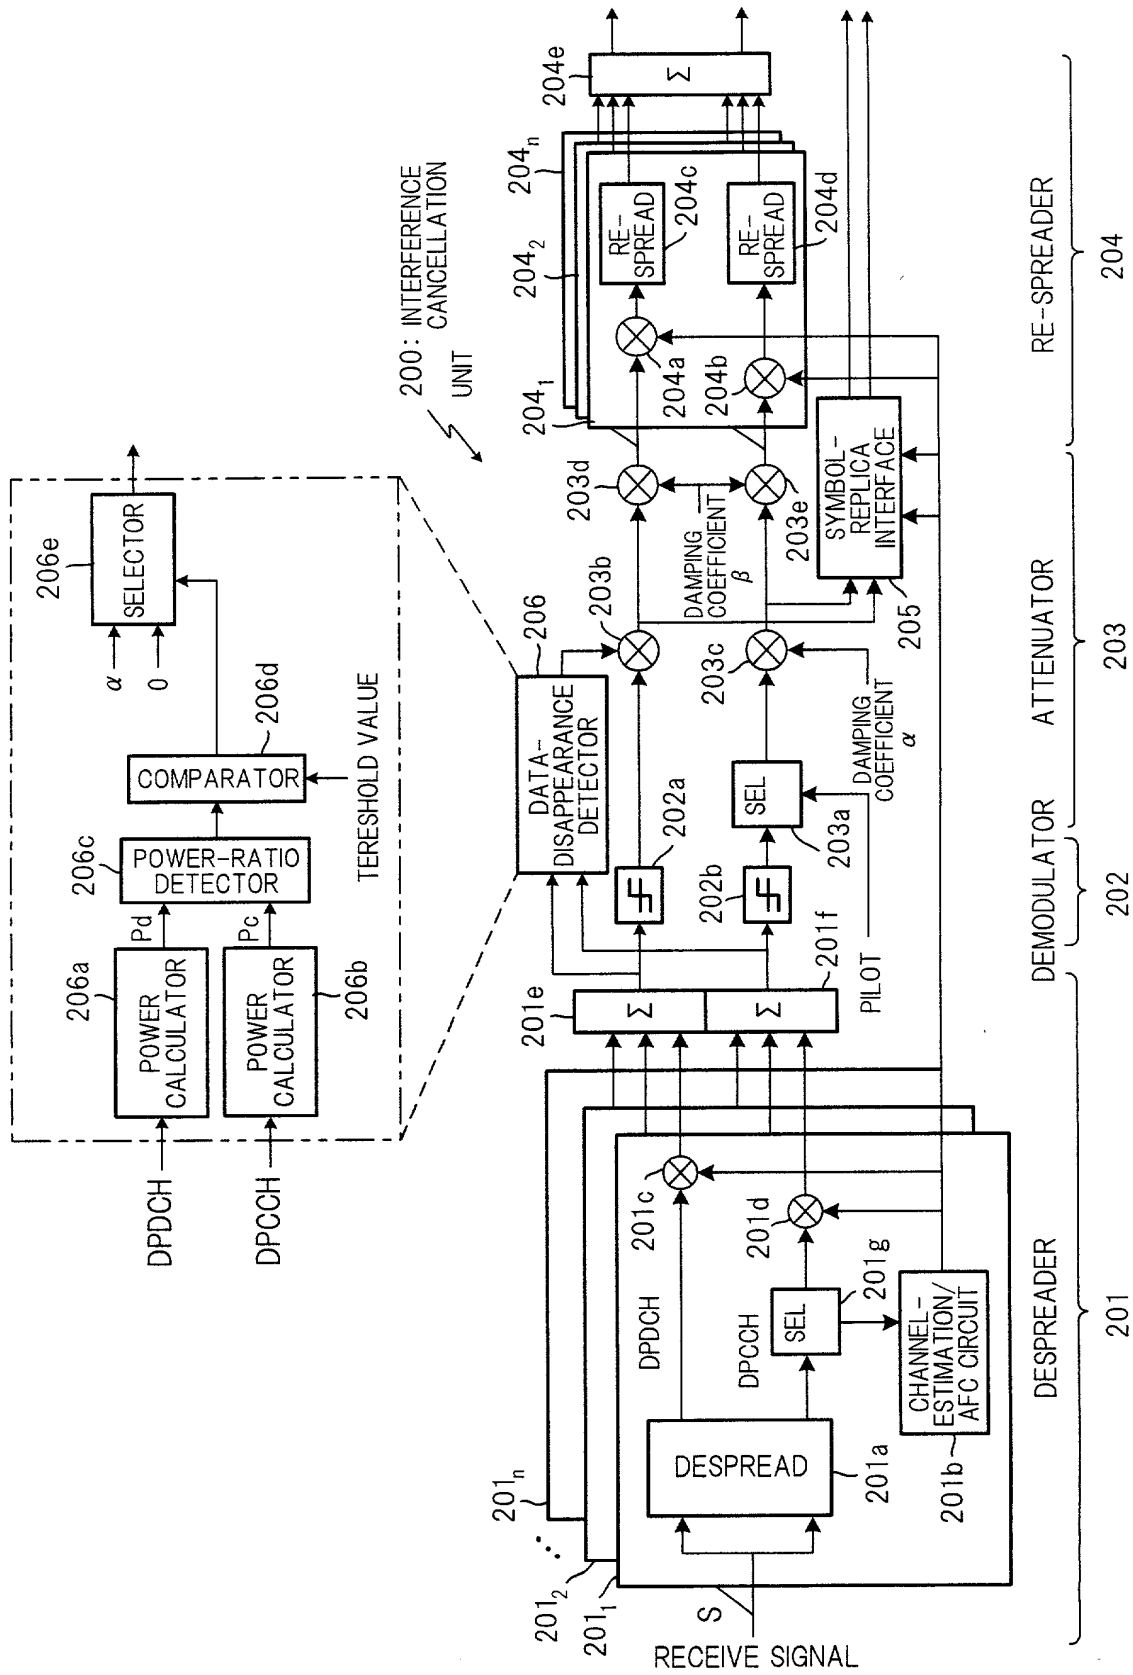 206a
POWER
CALCULATOR
DPDCH
Pd
206b
POWER
CALCULATOR
DPCCH
Pc
206c
POWER-RATIO
DETECTOR
206d
COMPARATOR
TERESHOLD VALUE
206e
SELECTOR
α
0
200: INTERFERENCE
CANCELLATION
UNIT
RECEIVE SIGNAL
S
201₁
201₂
201ₙ
DESPREAD
201a
DPDCH
DPCCH
SEL
201g
CHANNEL-
ESTIMATION/
AFC CIRCUIT
201b
201c
201d
201e
Σ
Σ
201f
PILOT
202a
202b
206
DATA-
DISAPPEARANCE
DETECTOR
SEL
203a
203b
203c
DAMPING
COEFFICIENT
α
203d
203e
DAMPING
COEFFICIENT
β
SYMBOL-
REPLICA
INTERFACE
205
204₁
204₂
204ₙ
204a
204b
RE-
SPREAD
204c
RE-
SPREAD
204d
204e
Σ
DESPREADER
201
DEMODULATOR
202
ATTENUATOR
203
RE-SPREADER
204